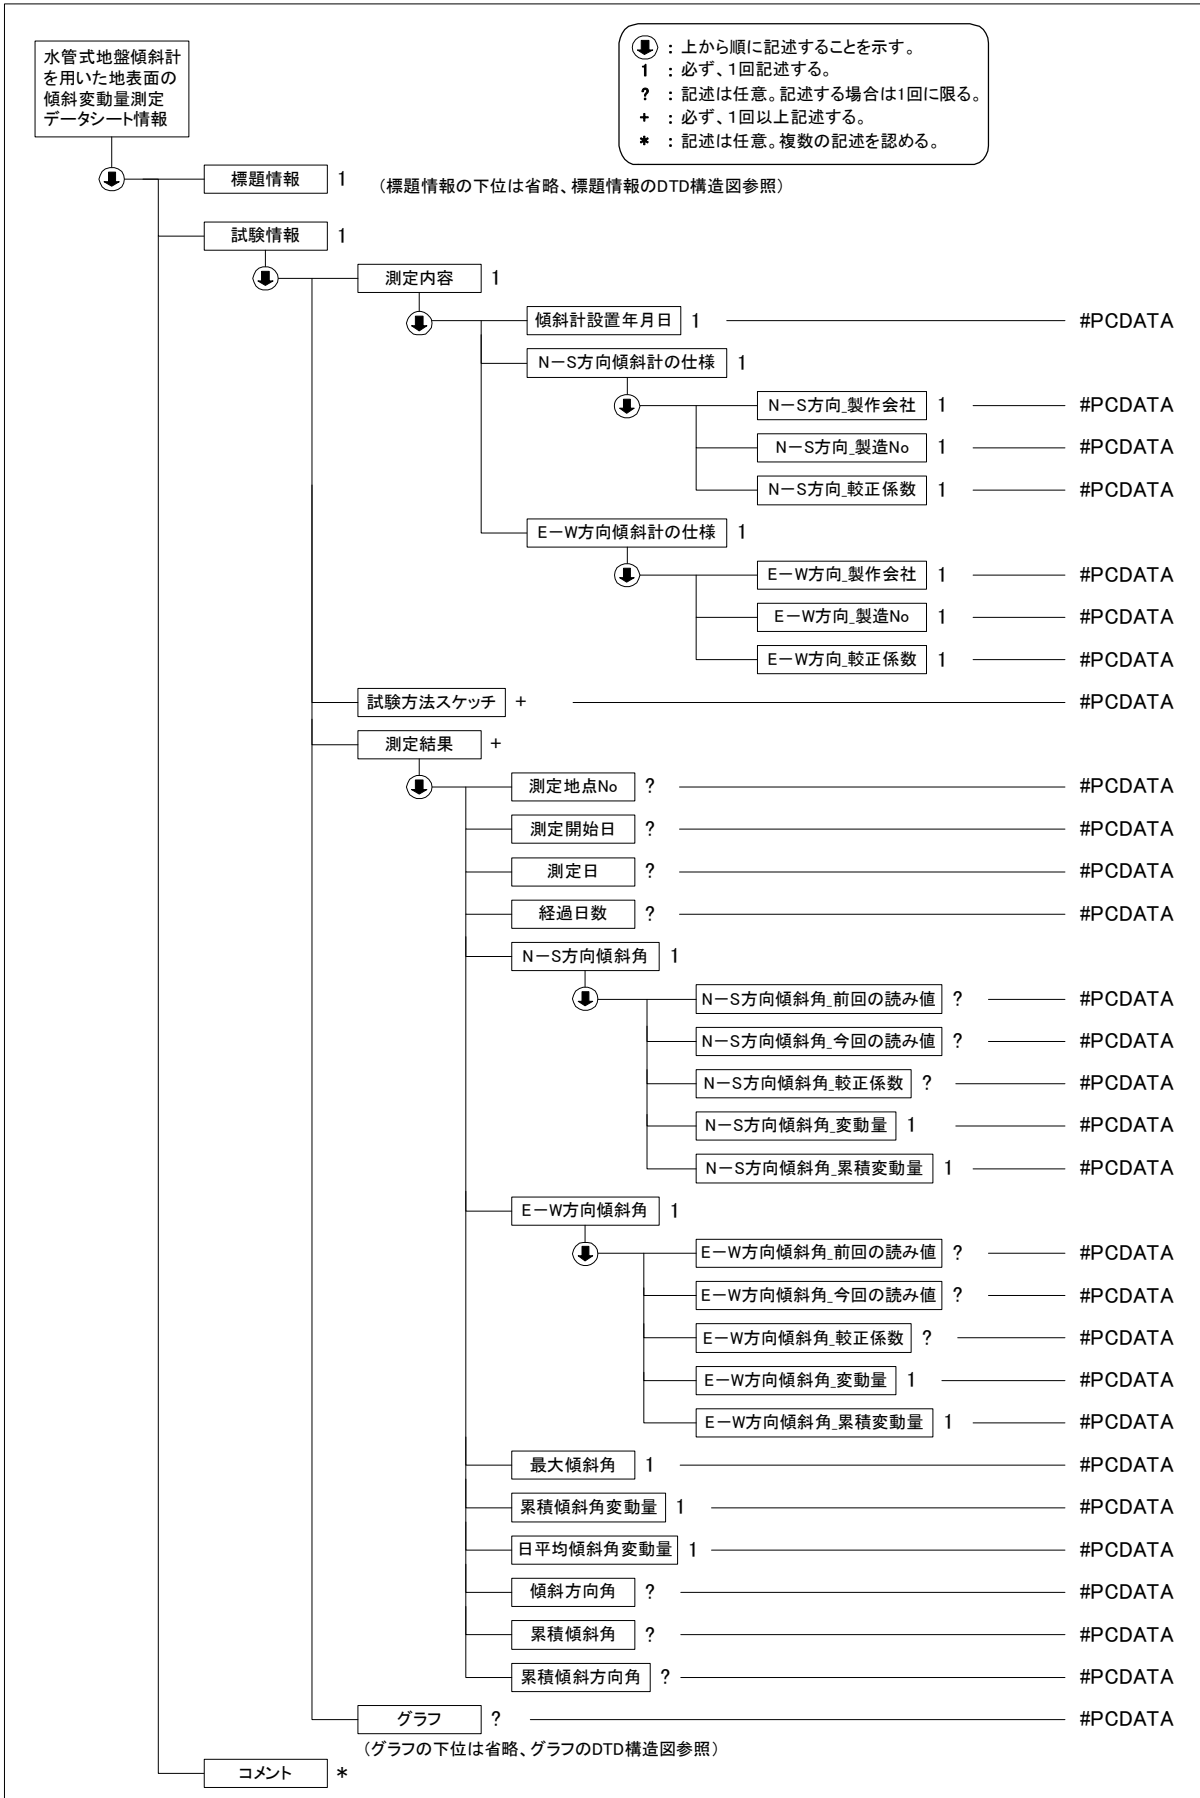 水管式地盤傾斜計
を用いた地表面の
傾斜変動量測定
データシート情報
：上から順に記述することを示す。
1 ：必ず、1回記述する。
? ：記述は任意。記述する場合は1回に限る。
+ ：必ず、1回以上記述する。
* ：記述は任意。複数の記述を認める。
標題情報 1 （標題情報の下位は省略、標題情報のDTD構造図参照）
試験情報 1
測定内容 1
傾斜計設置年月日 1 #PCDATA
N－S方向傾斜計の仕様 1
N－S方向_製作会社 1 #PCDATA
N－S方向_製造No 1 #PCDATA
N－S方向_較正係数 1 #PCDATA
E－W方向傾斜計の仕様 1
E－W方向_製作会社 1 #PCDATA
E－W方向_製造No 1 #PCDATA
E－W方向_較正係数 1 #PCDATA
試験方法スケッチ + #PCDATA
測定結果 +
測定地点No ? #PCDATA
測定開始日 ? #PCDATA
測定日 ? #PCDATA
経過日数 ? #PCDATA
N－S方向傾斜角 1
N－S方向傾斜角_前回の読み値 ? #PCDATA
N－S方向傾斜角_今回の読み値 ? #PCDATA
N－S方向傾斜角_較正係数 ? #PCDATA
N－S方向傾斜角_変動量 1 #PCDATA
N－S方向傾斜角_累積変動量 1 #PCDATA
E－W方向傾斜角 1
E－W方向傾斜角_前回の読み値 ? #PCDATA
E－W方向傾斜角_今回の読み値 ? #PCDATA
E－W方向傾斜角_較正係数 ? #PCDATA
E－W方向傾斜角_変動量 1 #PCDATA
E－W方向傾斜角_累積変動量 1 #PCDATA
最大傾斜角 1 #PCDATA
累積傾斜角変動量 1 #PCDATA
日平均傾斜角変動量 1 #PCDATA
傾斜方向角 ? #PCDATA
累積傾斜角 ? #PCDATA
累積傾斜方向角 ? #PCDATA
グラフ ? #PCDATA
（グラフの下位は省略、グラフのDTD構造図参照）
コメント *